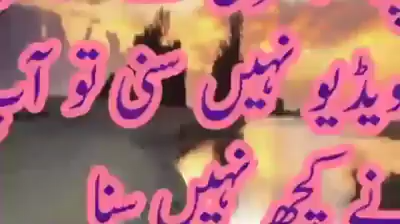 ویڈیو نہیں سنی تو آپ
نے کچھ نہیں سنا